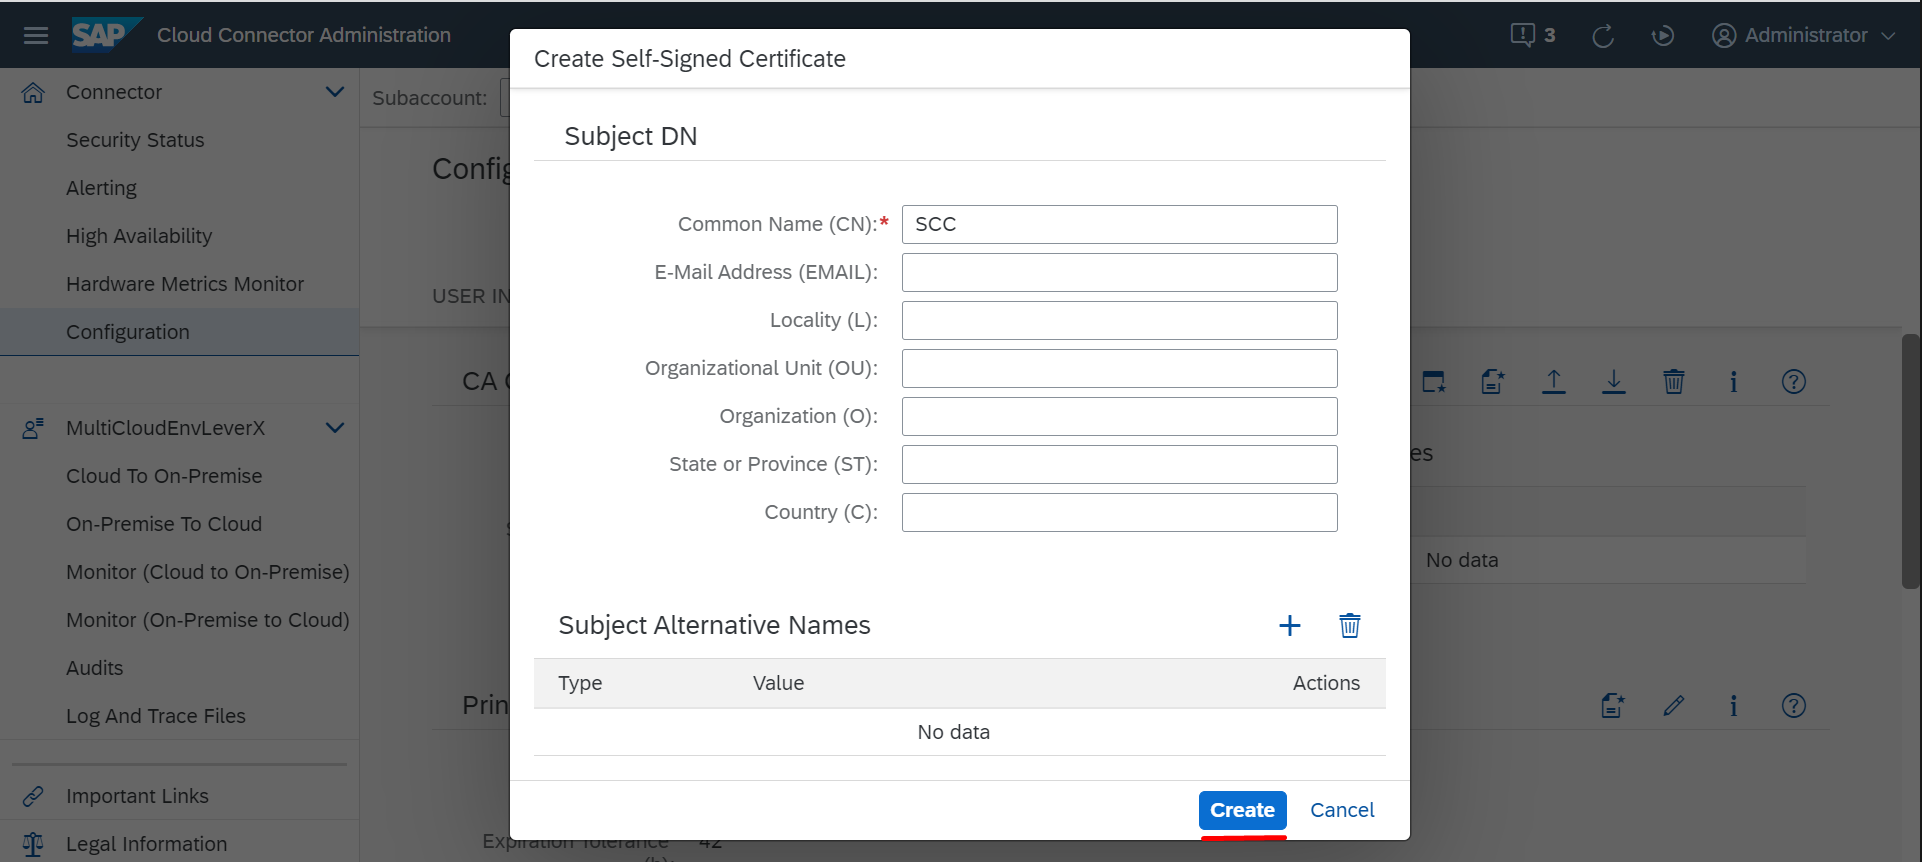 SAP Cloud Connector Administration
3
Administrator
Connector
Security Status
Alerting
High Availability
Hardware Metrics Monitor
Configuration
MultiCloudEnvLeverX
Cloud To On-Premise
On-Premise To Cloud
Monitor (Cloud to On-Premise)
Monitor (On-Premise to Cloud)
Audits
Log And Trace Files
Important Links
Legal Information
Subaccount:
Create Self-Signed Certificate
Subject DN
Common Name (CN):* SCC
E-Mail Address (EMAIL):
Locality (L):
Organizational Unit (OU):
Organization (O):
State or Province (ST):
Country (C):
Subject Alternative Names
Type Value Actions
No data
Create Cancel
USER
CA
No data
Expiration Tolerance 42
(h):